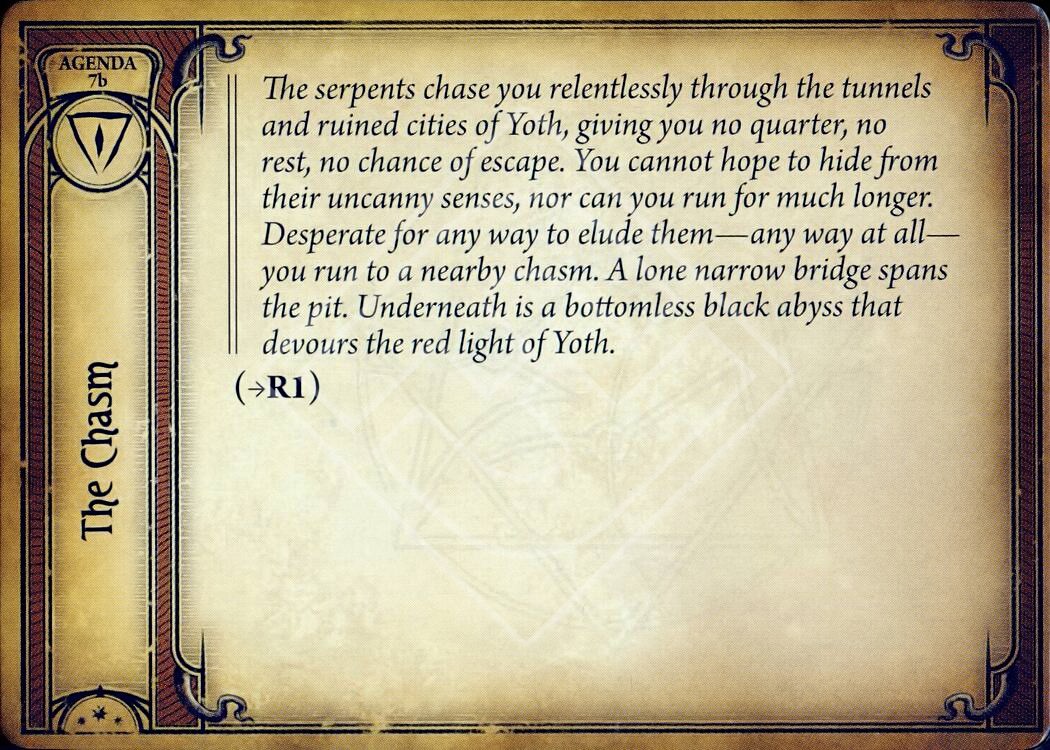 AGENDA
7b
The Chasm
The serpents chase you relentlessly through the tunnels
and ruined cities of Yoth, giving you no quarter, no
rest, no chance of escape. You cannot hope to hide from
their uncanny senses, nor can you run for much longer.
Desperate for any way to elude them—any way at all—
you run to a nearby chasm. A lone narrow bridge spans
the pit. Underneath is a bottomless black abyss that
devours the red light of Yoth.
(→R1)